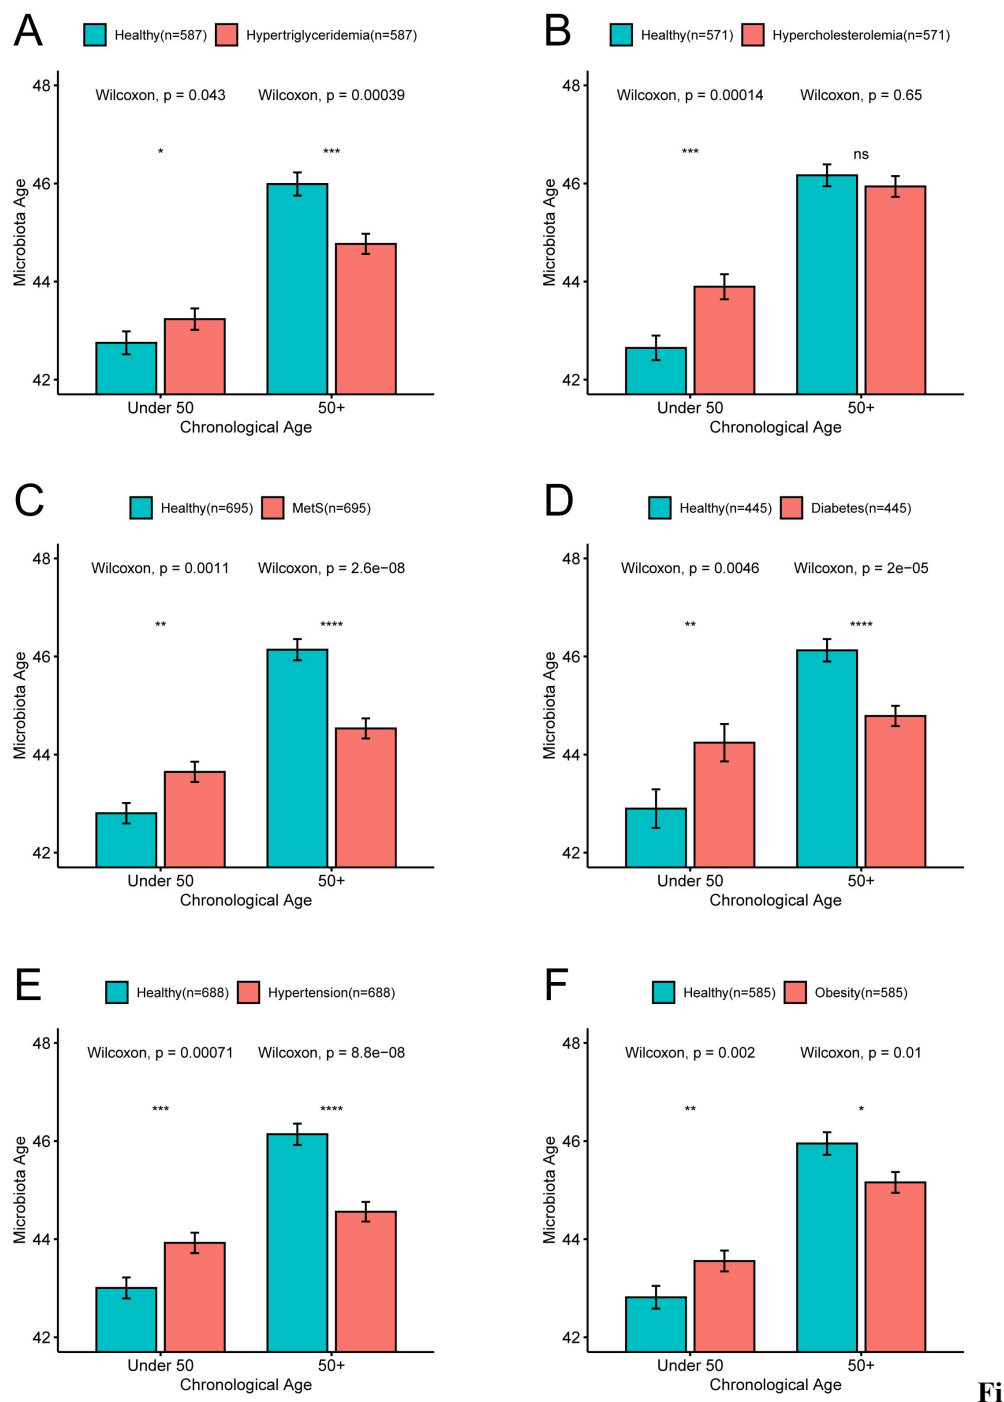 A
Healthy(n=587) Hypertriglyceridemia(n=587)
48
46
44
42
Microbiota Age
Wilcoxon, p = 0.043 Wilcoxon, p = 0.00039
* ***
Under 50 50+
Chronological Age
B
Healthy(n=571) Hypercholesterolemia(n=571)
48
46
44
42
Microbiota Age
Wilcoxon, p = 0.00014 Wilcoxon, p = 0.65
*** ns
Under 50 50+
Chronological Age
C
Healthy(n=695) MetS(n=695)
48
46
44
42
Microbiota Age
Wilcoxon, p = 0.0011 Wilcoxon, p = 2.6e−08
** ****
Under 50 50+
Chronological Age
D
Healthy(n=445) Diabetes(n=445)
48
46
44
42
Microbiota Age
Wilcoxon, p = 0.0046 Wilcoxon, p = 2e−05
** ****
Under 50 50+
Chronological Age
E
Healthy(n=688) Hypertension(n=688)
48
46
44
42
Microbiota Age
Wilcoxon, p = 0.00071 Wilcoxon, p = 8.8e−08
*** ****
Under 50 50+
Chronological Age
F
Healthy(n=585) Obesity(n=585)
48
46
44
42
Microbiota Age
Wilcoxon, p = 0.002 Wilcoxon, p = 0.01
** *
Under 50 50+
Chronological Age
Fi